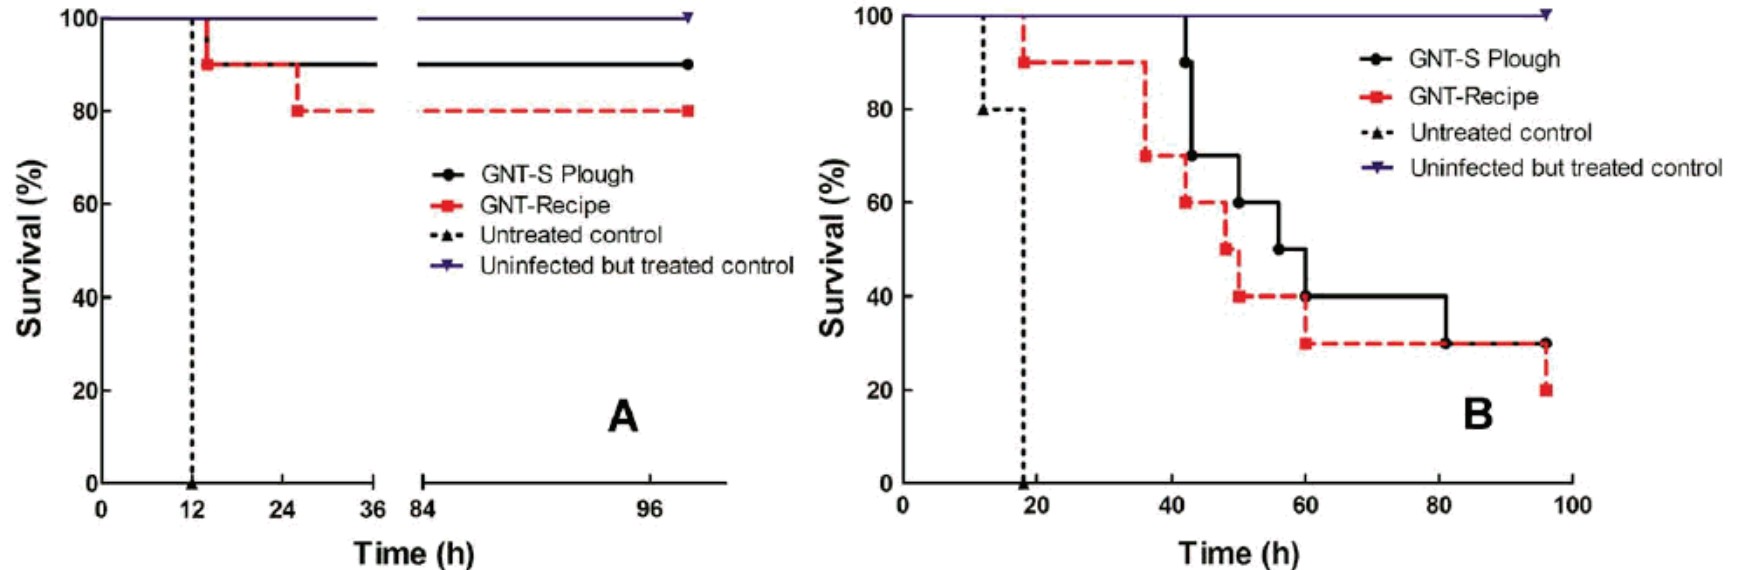 100
80
60
40
20
0
Survival (%)
GNT-S Plough
GNT-Recipe
Untreated control
Uninfected but treated control
A
0 12 24 36 84 96
Time (h)
100
80
60
40
20
0
Survival (%)
GNT-S Plough
GNT-Recipe
Untreated control
Uninfected but treated control
B
0 20 40 60 80 100
Time (h)